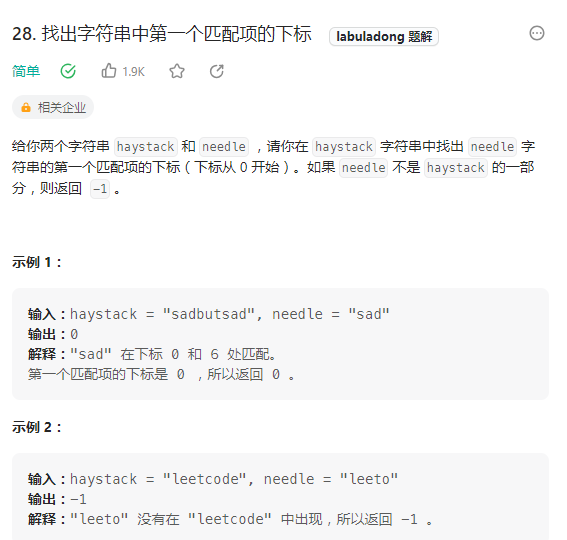 28. 找出字符串中第一个匹配项的下标 labuladong 题解
简单 1.9K
相关企业
给你两个字符串 haystack 和 needle ，请你在 haystack 字符串中找出 needle 字
符串的第一个匹配项的下标（下标从 0 开始）。如果 needle 不是 haystack 的一部
分，则返回 -1 。
示例 1：
输入：haystack = "sadbutsad", needle = "sad"
输出：0
解释："sad" 在下标 0 和 6 处匹配。
第一个匹配项的下标是 0 ，所以返回 0 。
示例 2：
输入：haystack = "leetcode", needle = "leeto"
输出：-1
解释："leeto" 没有在 "leetcode" 中出现，所以返回 -1 。